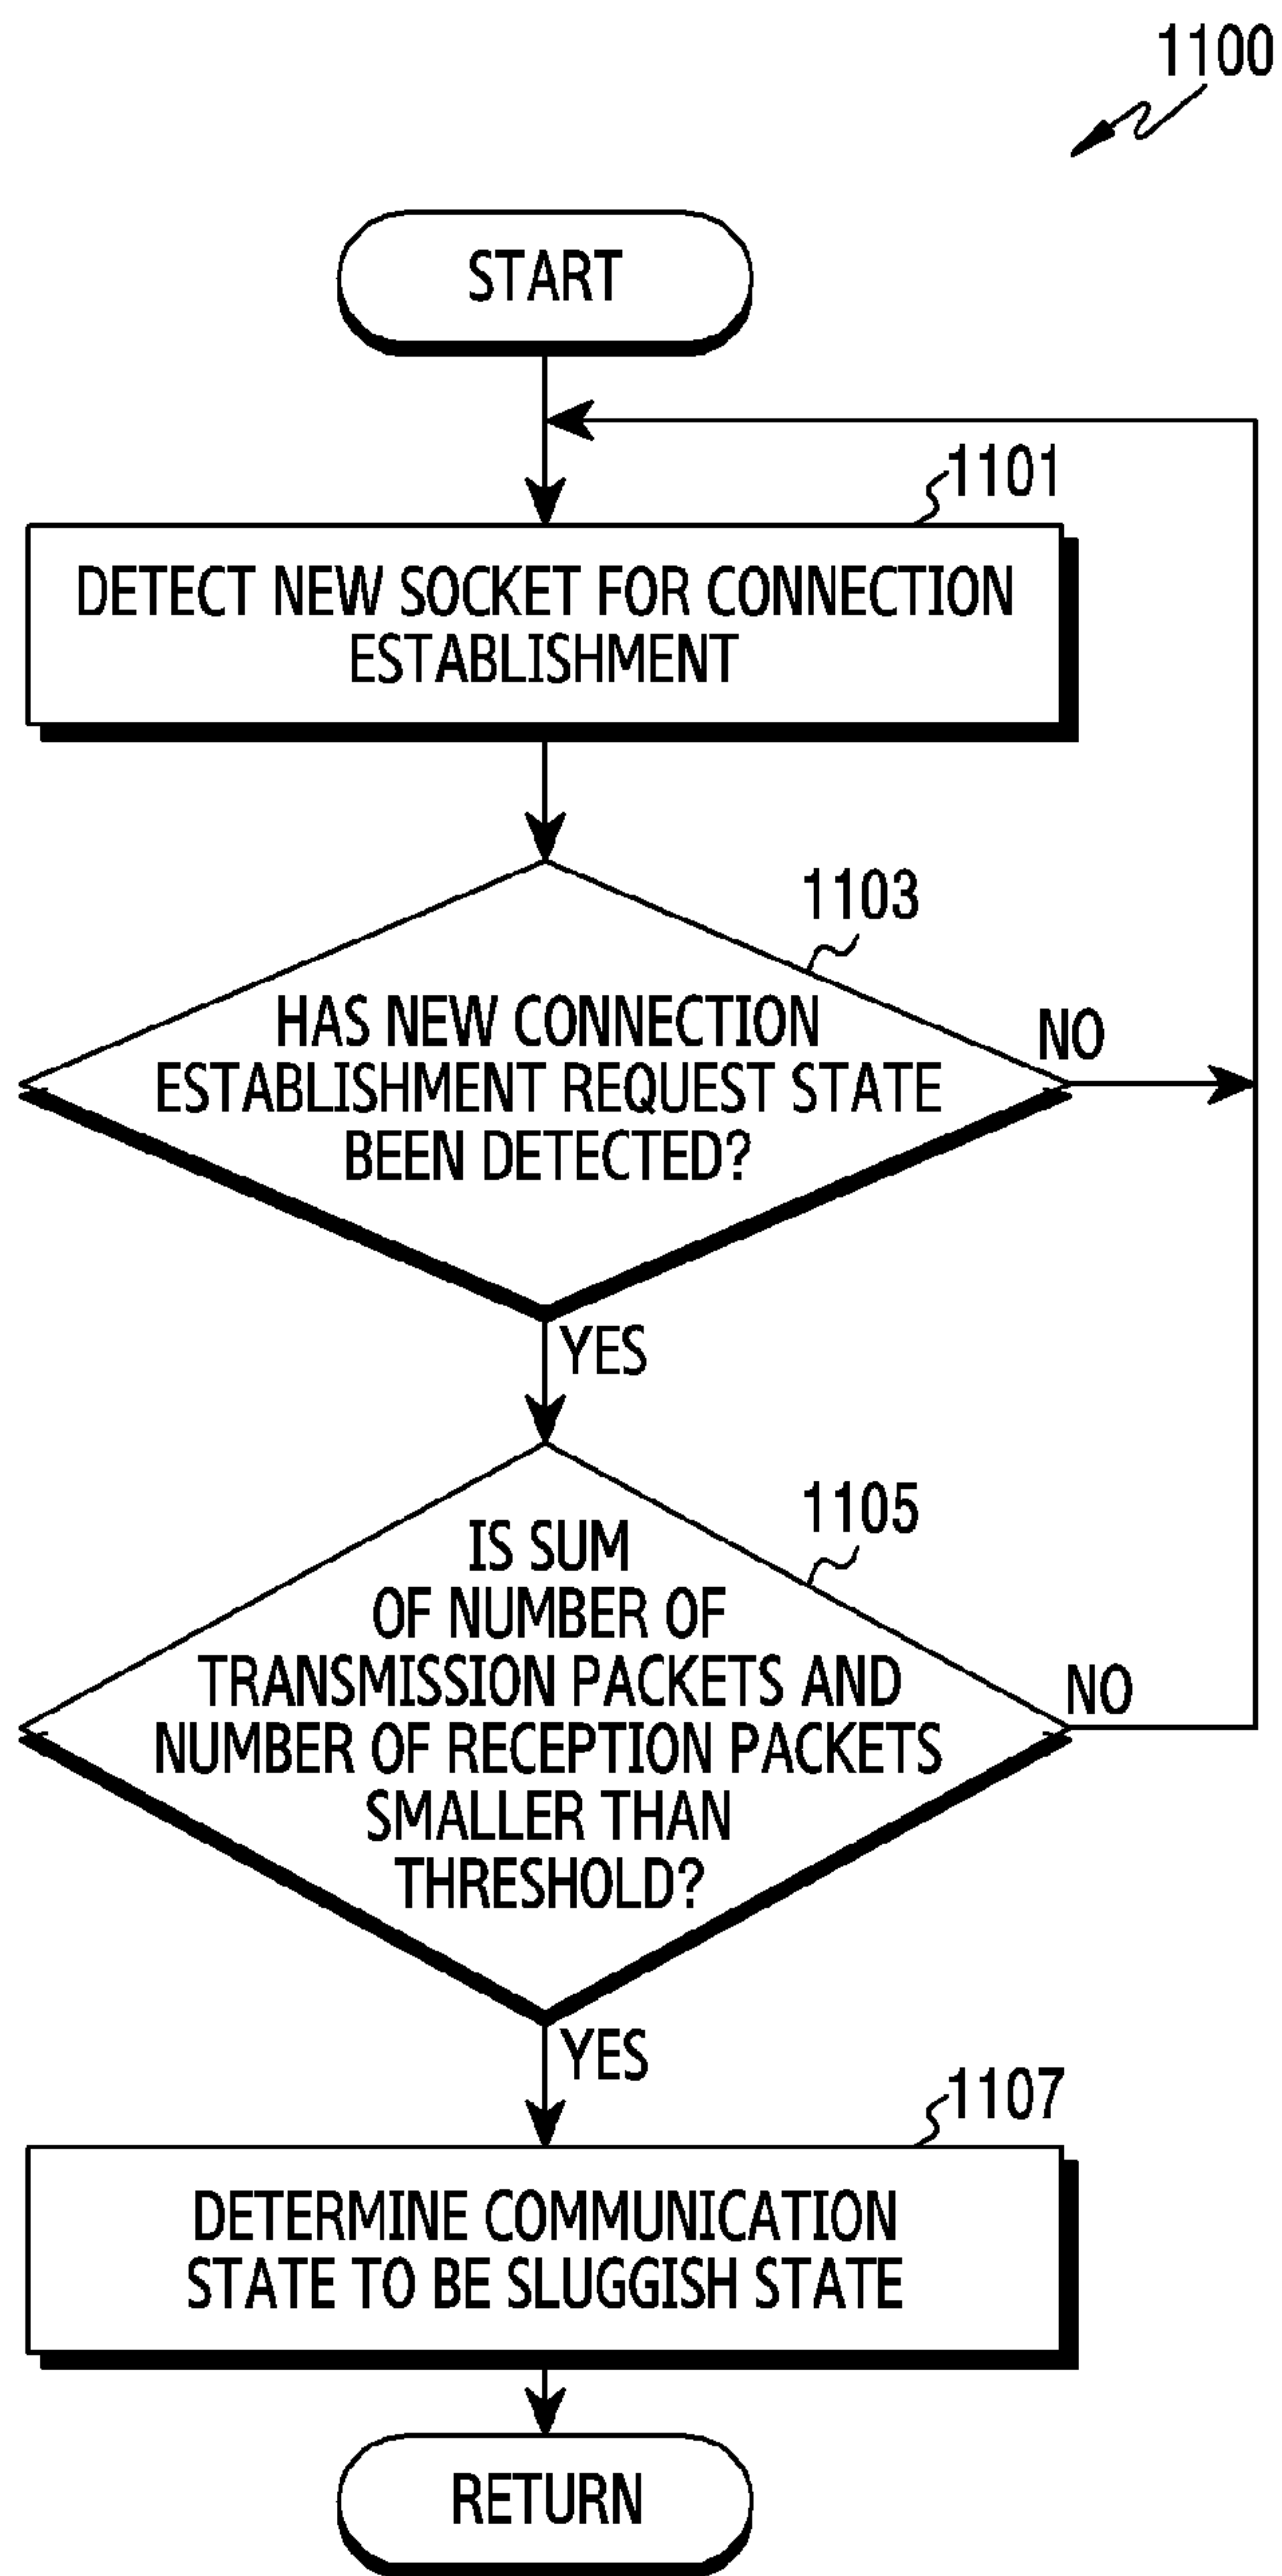 1100
START
1101
DETECT NEW SOCKET FOR CONNECTION
ESTABLISHMENT
1103
HAS NEW CONNECTION
ESTABLISHMENT REQUEST STATE
BEEN DETECTED?
NO
YES
1105
IS SUM
OF NUMBER OF
TRANSMISSION PACKETS AND
NUMBER OF RECEPTION PACKETS
SMALLER THAN
THRESHOLD?
NO
YES
1107
DETERMINE COMMUNICATION
STATE TO BE SLUGGISH STATE
RETURN